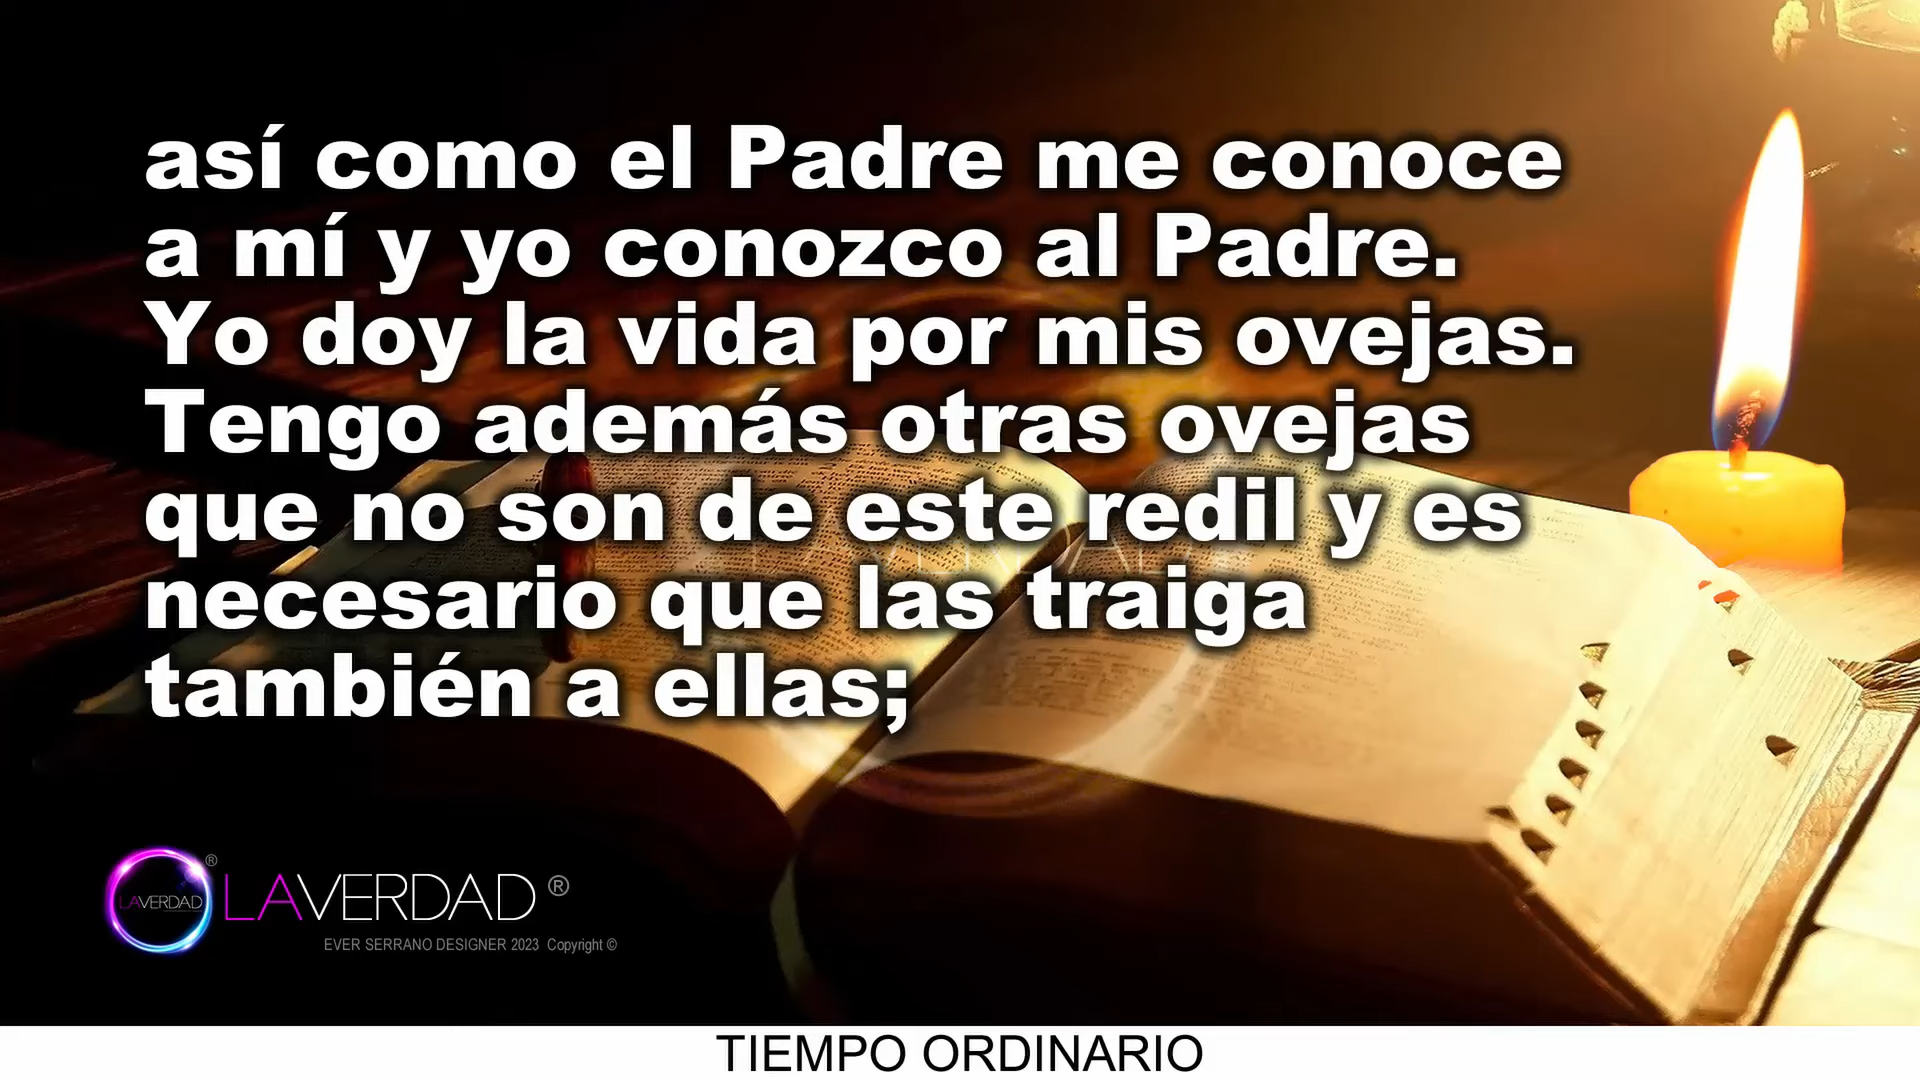 así como el Padre me conoce
a mí y yo conozco al Padre.
Yo doy la vida por mis ovejas.
Tengo además otras ovejas
que no son de este redil y es
necesario que las traiga
también a ellas;
LAVERDAD ®
LAVERDAD ®
EVER SERRANO DESIGNER 2023 Copyright ©
TIEMPO ORDINARIO